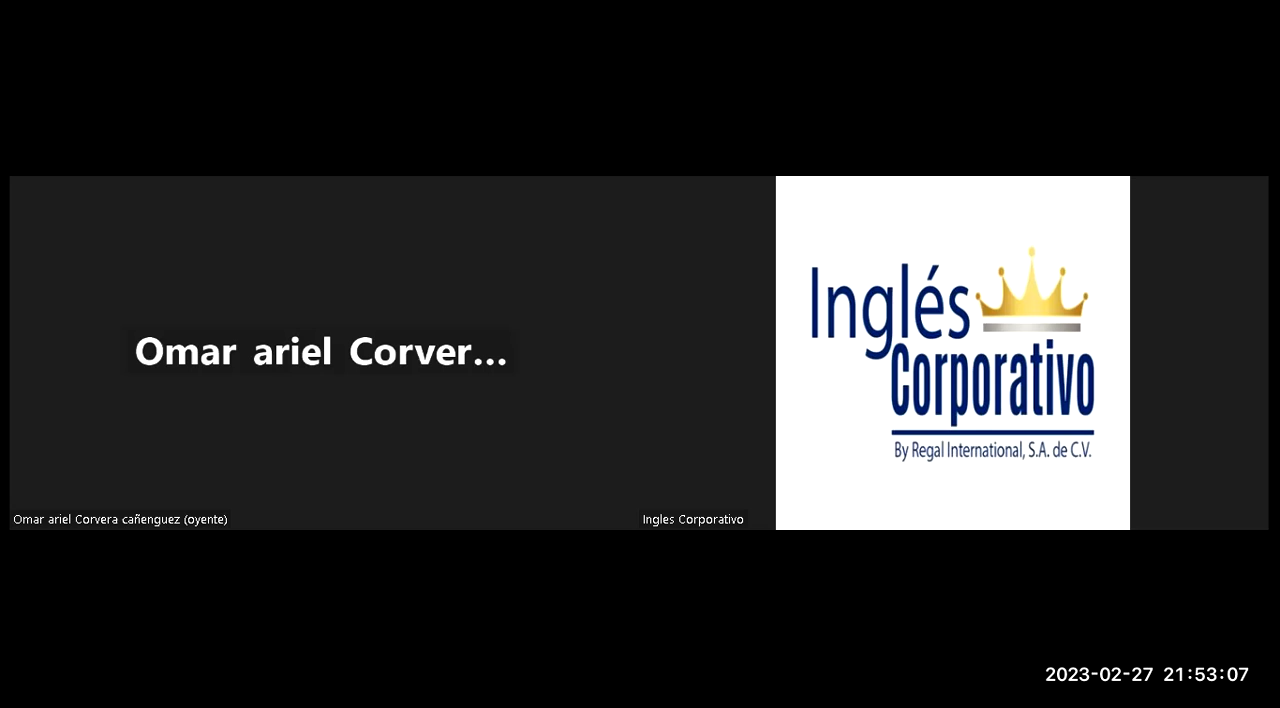 Omar ariel Corver...
Omar ariel Corvera cañenguez (oyente)
Ingles Corporativo
Inglés
Corporativo
By Regal International, S.A. de C.V.
2023-02-27 21:53:07